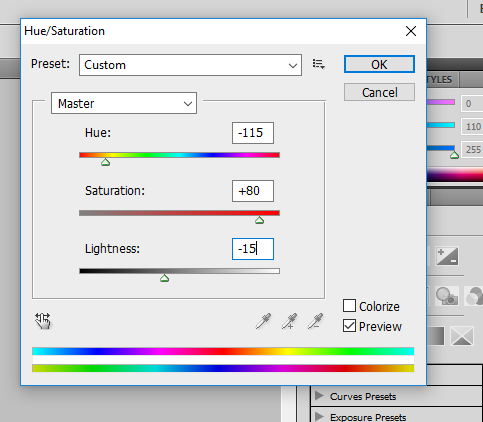 Hue/Saturation
Preset: Custom
OK
Cancel
Master
Hue: -115
Saturation: +80
Lightness: -15
Colorize
Preview
TYLES
0
110
255
Curves Presets
Exposure Presets